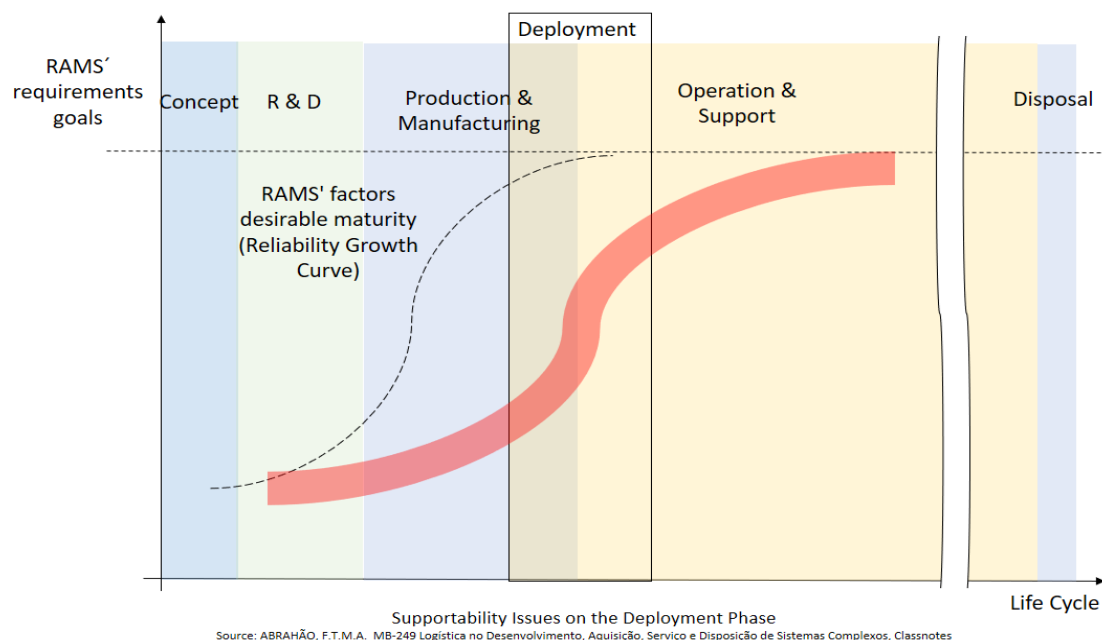 Deployment
RAMS´
requirements
goals
Concept
R & D
Production &
Manufacturing
Operation &
Support
Disposal
RAMS' factors
desirable maturity
(Reliability Growth
Curve)
Life Cycle
Supportability Issues on the Deployment Phase
Source: ABRAHÃO, F.T.M.A. MB-249 Logística no Desenvolvimento, Aquisição, Serviço e Disposição de Sistemas Complexos, Classnotes